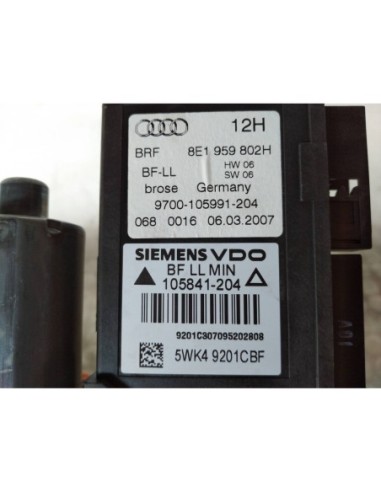 12H
BRF 8E1 959 802H
BF-LL HW 06
SW 06
brose Germany
9700-105991-204
068 0016 06.03.2007
SIEMENS VDO
BF LL MIN
105841-204
9201C307095202808
5WK4 9201CBF